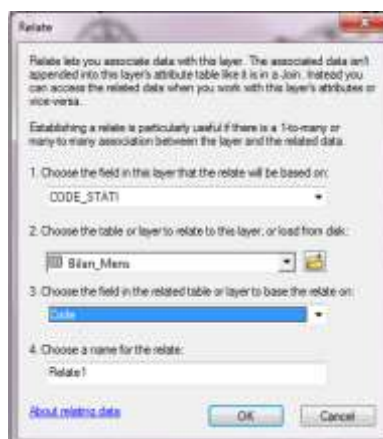 Relate
Relate lets you associate data with this layer. The associated data isn't
appended into this layer's attribute table like it is in a Join. Instead you
can access the related data when you work with this layer's attributes or
vice-versa.
Establishing a relate is particularly useful if there is a 1-to-many or
many-to-many association between the layer and the related data.
1. Choose the field in this layer that the relate will be based on:
CODE_STATI
2. Choose the table or layer to relate to this layer, or load from disk:
Bilan_Mens
3. Choose the field in the related table or layer to base the relate on:
Code
4. Choose a name for the relate:
Relate1
About relating data
OK
Cancel